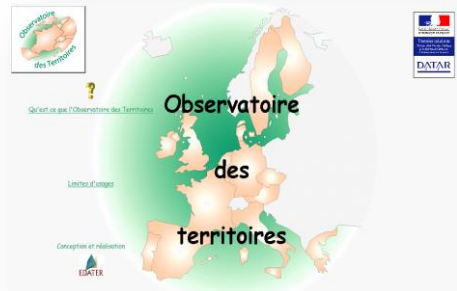 Observatoire
des Territoires
DATAR
Qu'est ce que l'Observatoire des Territoires
?
Observatoire
des
territoires
Limites d'usages
Conception et réalisation
EDATER